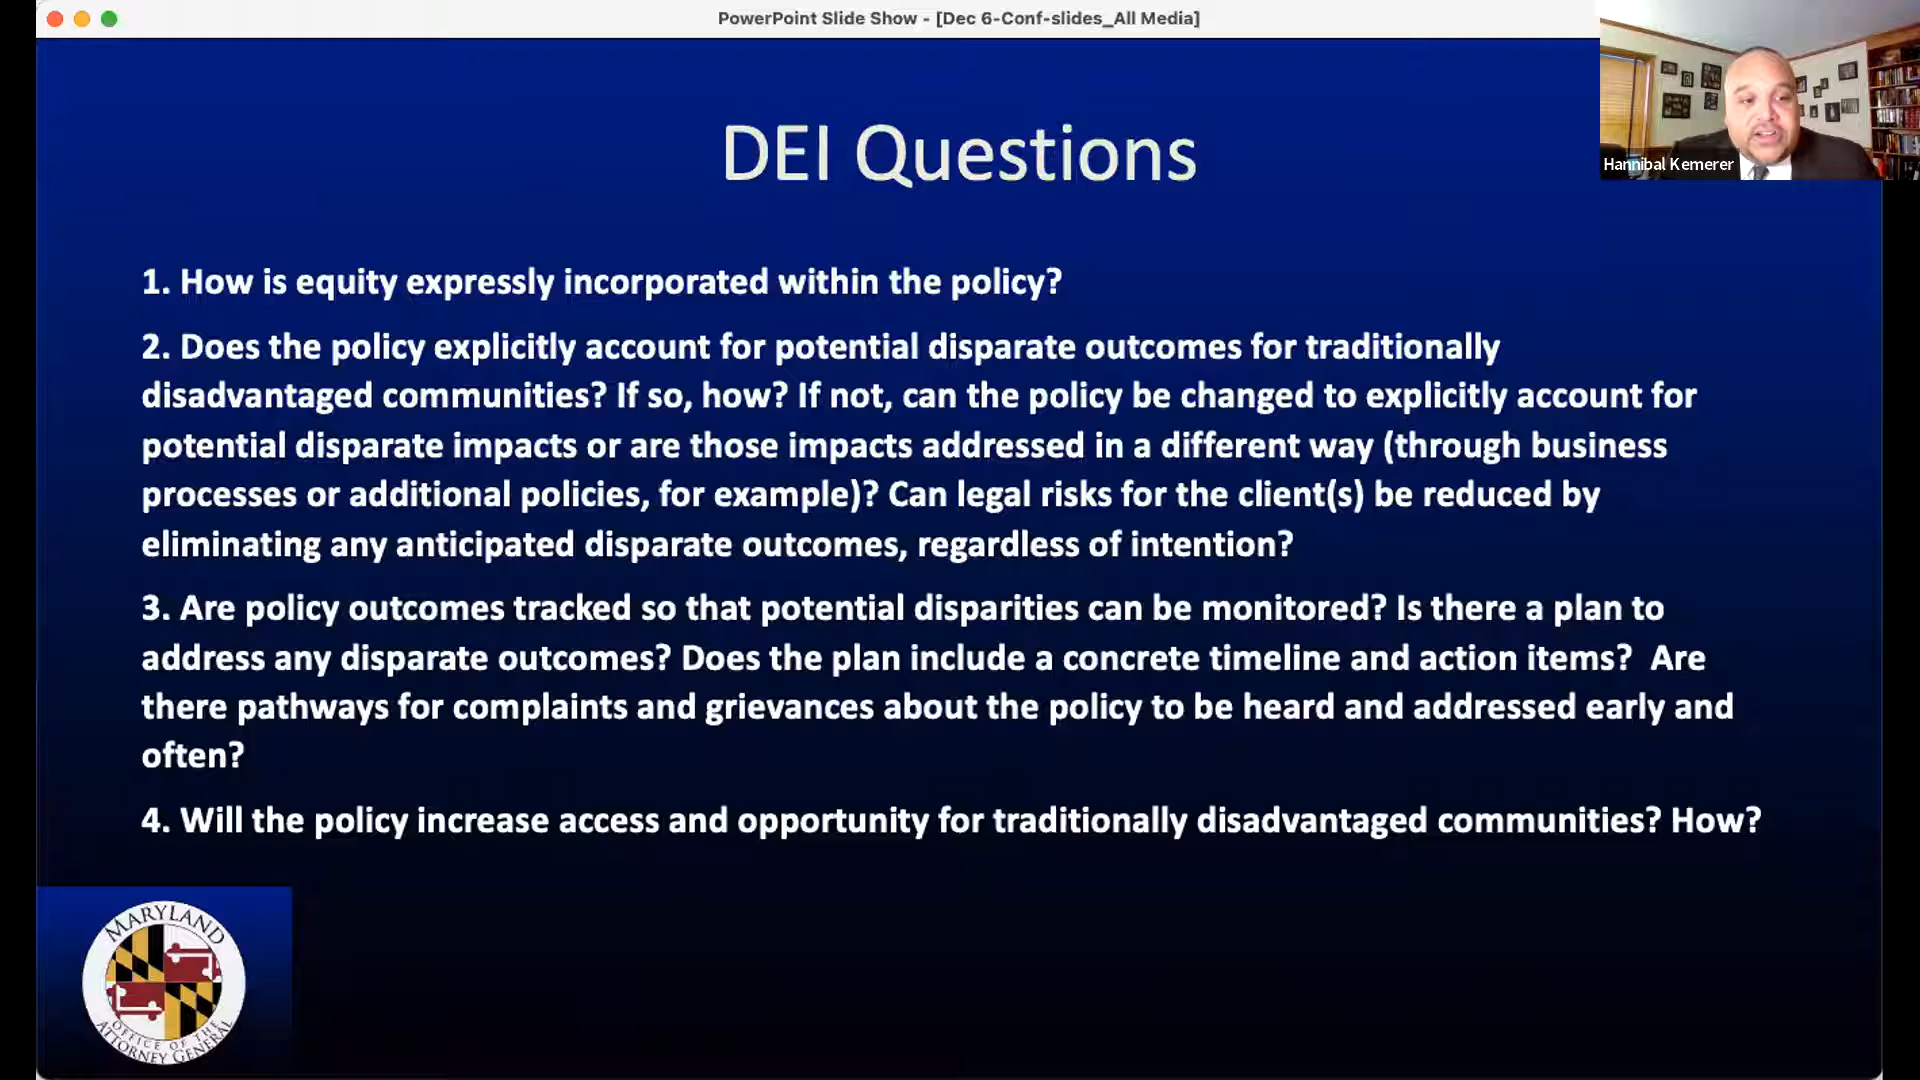 PowerPoint Slide Show - [Dec 6-Conf-slides_All Media]
Hannibal Kemerer
DEI Questions
1. How is equity expressly incorporated within the policy?
2. Does the policy explicitly account for potential disparate outcomes for traditionally
disadvantaged communities? If so, how? If not, can the policy be changed to explicitly account for
potential disparate impacts or are those impacts addressed in a different way (through business
processes or additional policies, for example)? Can legal risks for the client(s) be reduced by
eliminating any anticipated disparate outcomes, regardless of intention?
3. Are policy outcomes tracked so that potential disparities can be monitored? Is there a plan to
address any disparate outcomes? Does the plan include a concrete timeline and action items?  Are
there pathways for complaints and grievances about the policy to be heard and addressed early and
often?
4. Will the policy increase access and opportunity for traditionally disadvantaged communities? How?
MARYLAND
OFFICE OF THE
ATTORNEY GENERAL